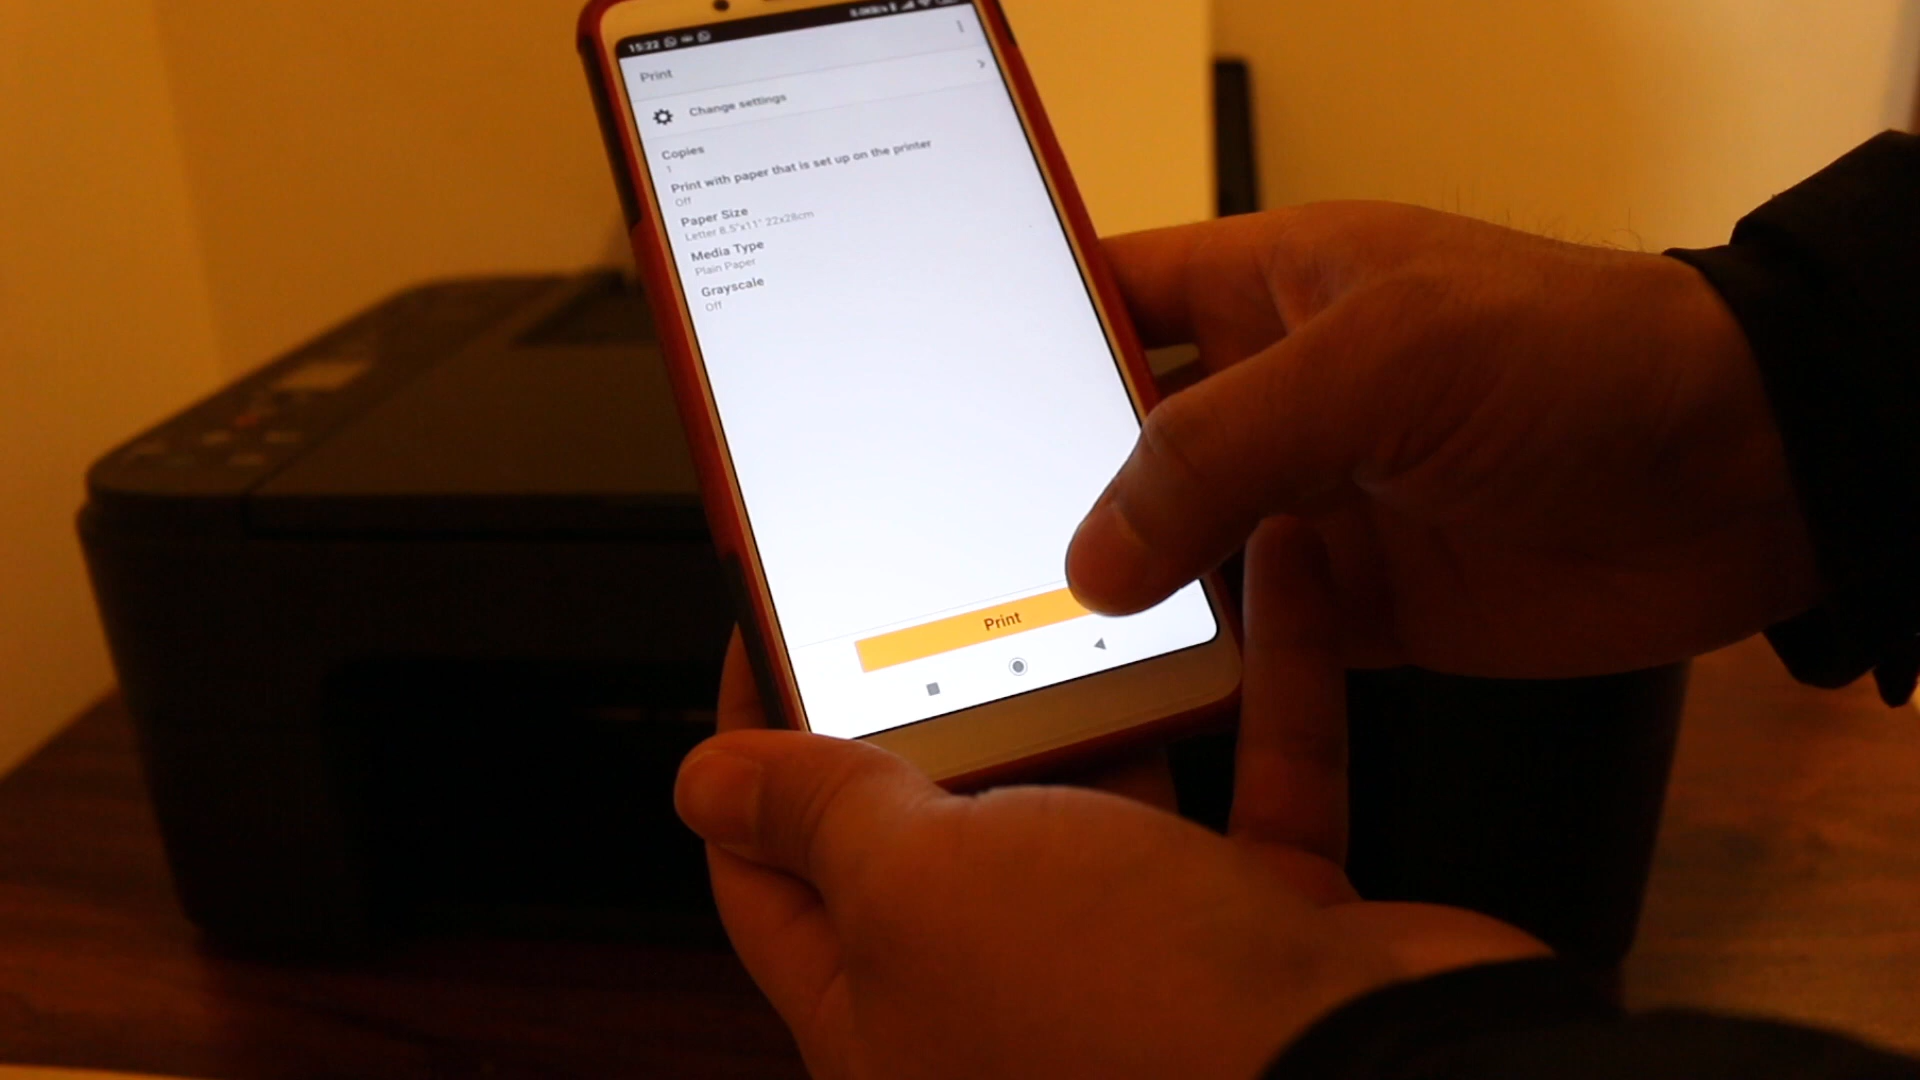 15:22
Print
Change settings
Copies
1
Print with paper that is set up on the printer
Off
Paper Size
Letter 8.5"x11" 22x28cm
Media Type
Plain Paper
Grayscale
Off
Print